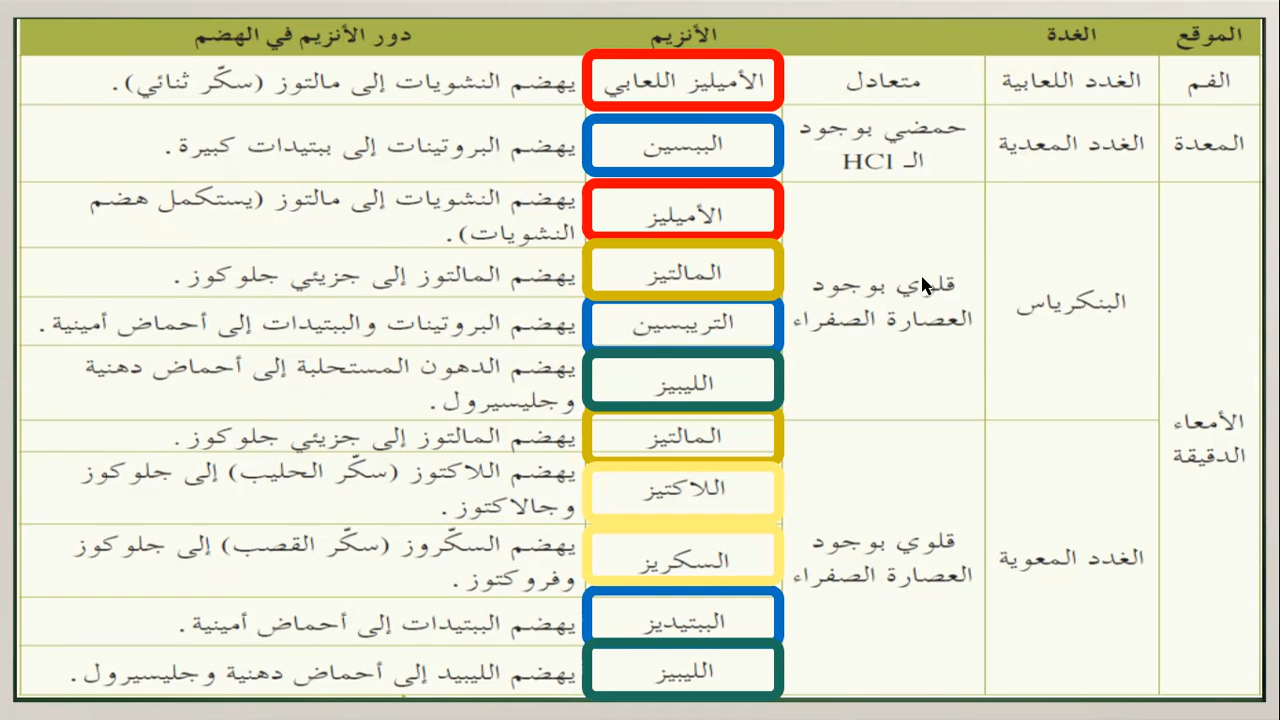 الموقع الغدة الأنزيم دور الأنزيم في الهضم
الفم الغدد اللعابية متعادل الأميليز اللعابي يهضم النشويات إلى مالتوز (سكّر ثنائي).
المعدة الغدد المعدية حمضي بوجود
الـ HCl الببسين يهضم البروتينات إلى ببتيدات كبيرة.
الأمعاء
الدقيقة
البنكرياس
قلوي بوجود
العصارة الصفراء
الأميليز يهضم النشويات إلى مالتوز (يستكمل هضم
النشويات).
المالتيز يهضم المالتوز إلى جزيئي جلوكوز.
التريبسين يهضم البروتينات والببتيدات إلى أحماض أمينية.
الليبيز يهضم الدهون المستحلبة إلى أحماض دهنية
وجليسيرول.
الغدد المعوية
قلوي بوجود
العصارة الصفراء
المالتيز يهضم المالتوز إلى جزيئي جلوكوز.
اللاكتيز يهضم اللاكتوز (سكّر الحليب) إلى جلوكوز
وجالاكتوز.
السكريز يهضم السكّروز (سكّر القصب) إلى جلوكوز
وفروكتوز.
الببتيديز يهضم الببتيدات إلى أحماض أمينية.
الليبيز يهضم الليبيد إلى أحماض دهنية وجليسيرول.